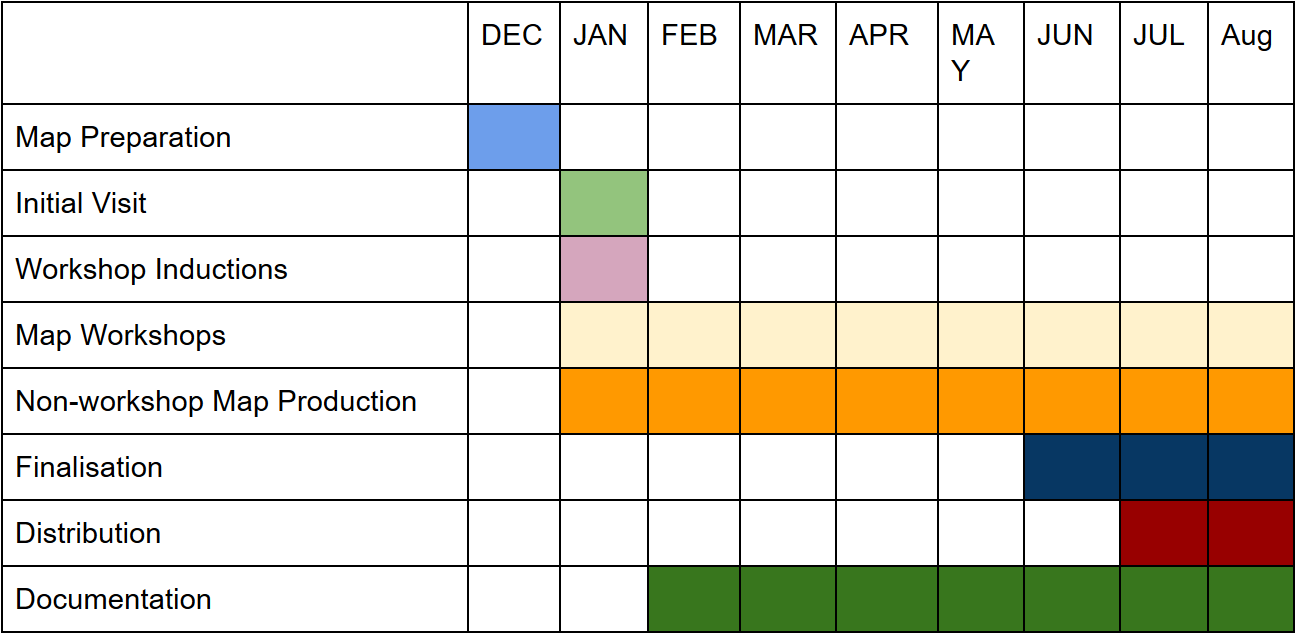 DEC JAN FEB MAR APR MA JUN JUL Aug
Y
Map Preparation
Initial Visit
Workshop Inductions
Map Workshops
Non-workshop Map Production
Finalisation
Distribution
Documentation